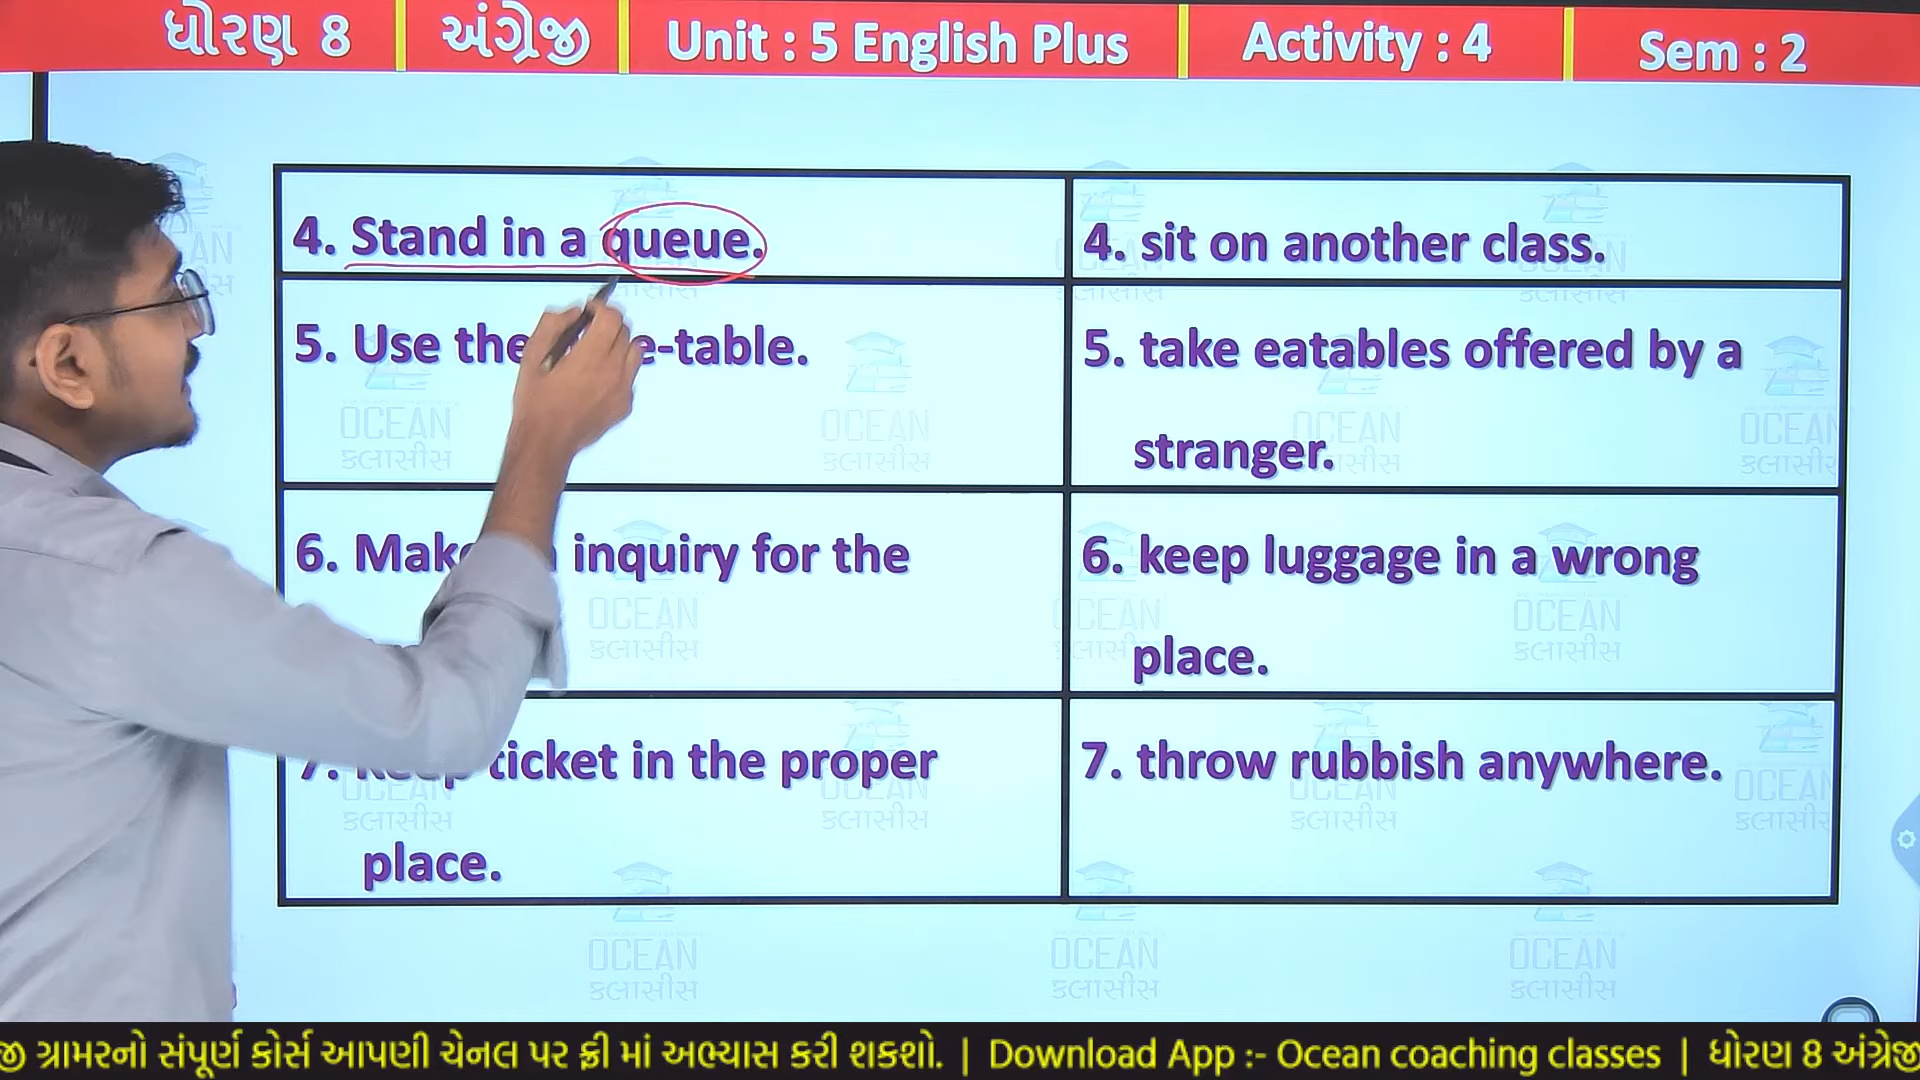 ધોરણ 8 અંગ્રેજી Unit : 5 English Plus Activity : 4 Sem : 2
4. Stand in a queue.
4. sit on another class.
5. Use the e-table.
5. take eatables offered by a
stranger.
6. Mak inquiry for the
6. keep luggage in a wrong
place.
7. Keep ticket in the proper
place.
7. throw rubbish anywhere.
OCEAN
ક્લાસીસ
જી ગ્રામરનો સંપૂર્ણ કોર્સ આપણી ચેનલ પર ફ્રી માં અભ્યાસ કરી શકશો. | Download App :- Ocean coaching classes | ધોરણ 8 અંગ્રેજી